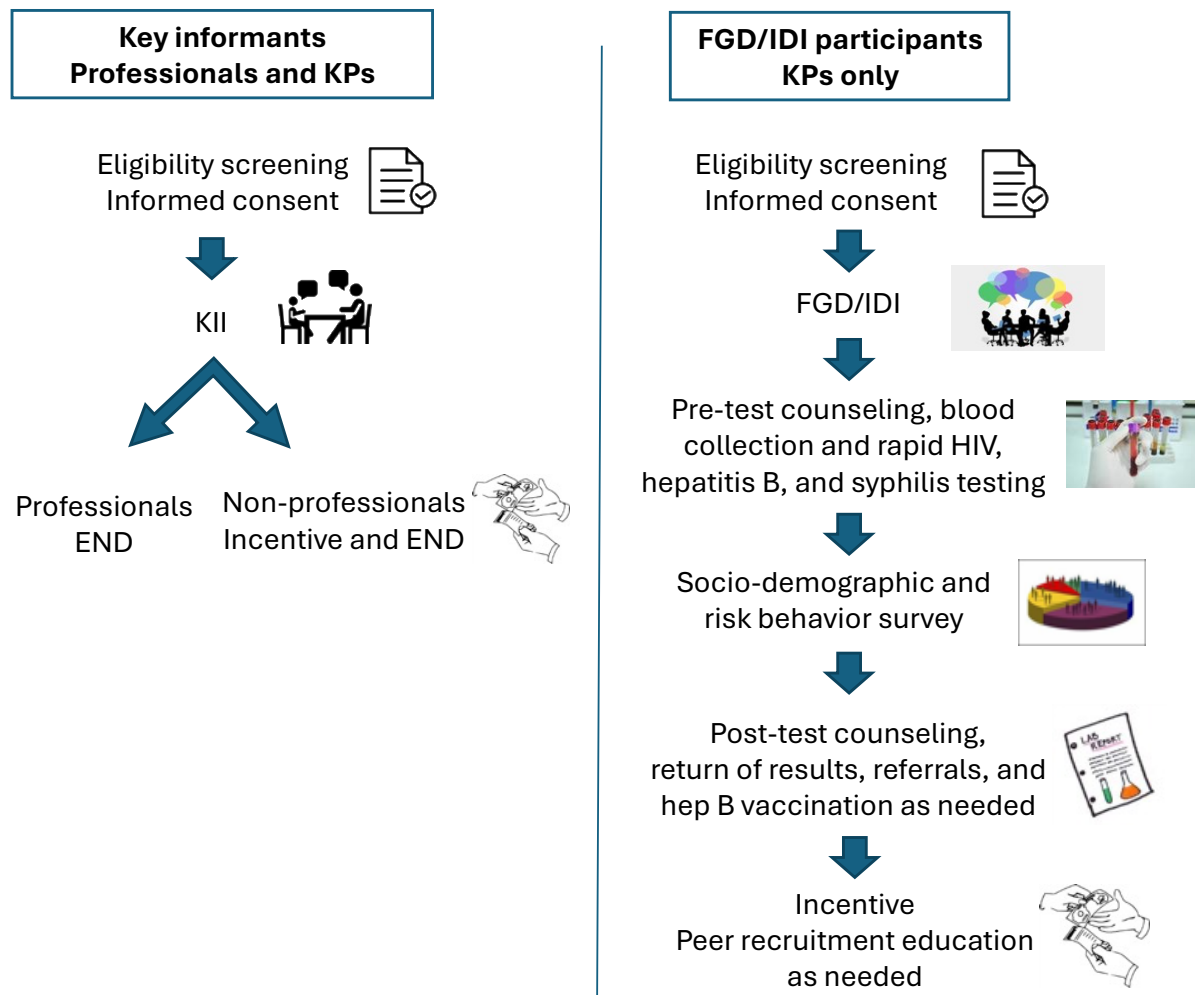 Key informants
Professionals and KPs
Eligibility screening
Informed consent
KII
Professionals
END
Non-professionals
Incentive and END
FGD/IDI participants
KPs only
Eligibility screening
Informed consent
FGD/IDI
Pre-test counseling, blood
collection and rapid HIV,
hepatitis B, and syphilis testing
Socio-demographic and
risk behavior survey
Post-test counseling,
return of results, referrals, and
hep B vaccination as needed
LAB
REPORT
Incentive
Peer recruitment education
as needed